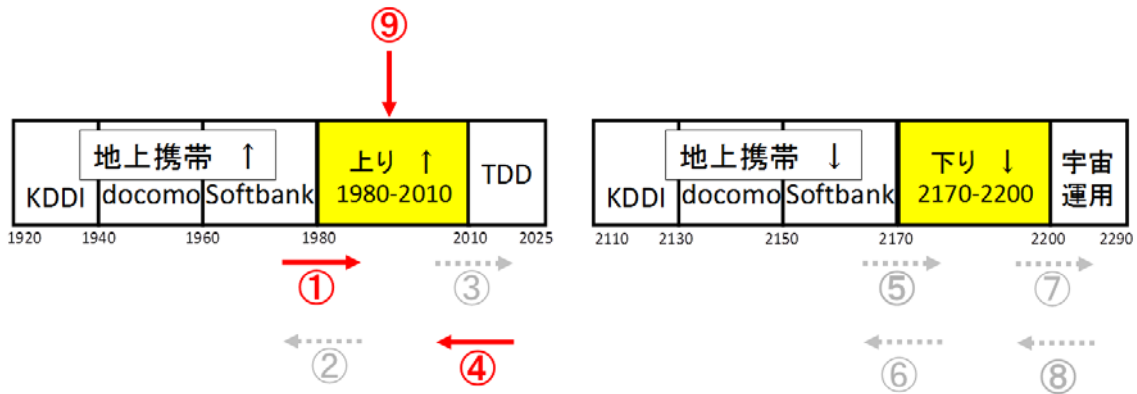 ⑨
地上携帯 ↑
KDDI docomo Softbank
上り ↑
1980-2010
TDD
1920 1940 1960 1980 2010 2025
① ③
② ④
地上携帯 ↓
KDDI docomo Softbank
下り ↓
2170-2200
宇宙
運用
2110 2130 2150 2170 2200 2290
⑤ ⑦
⑥ ⑧